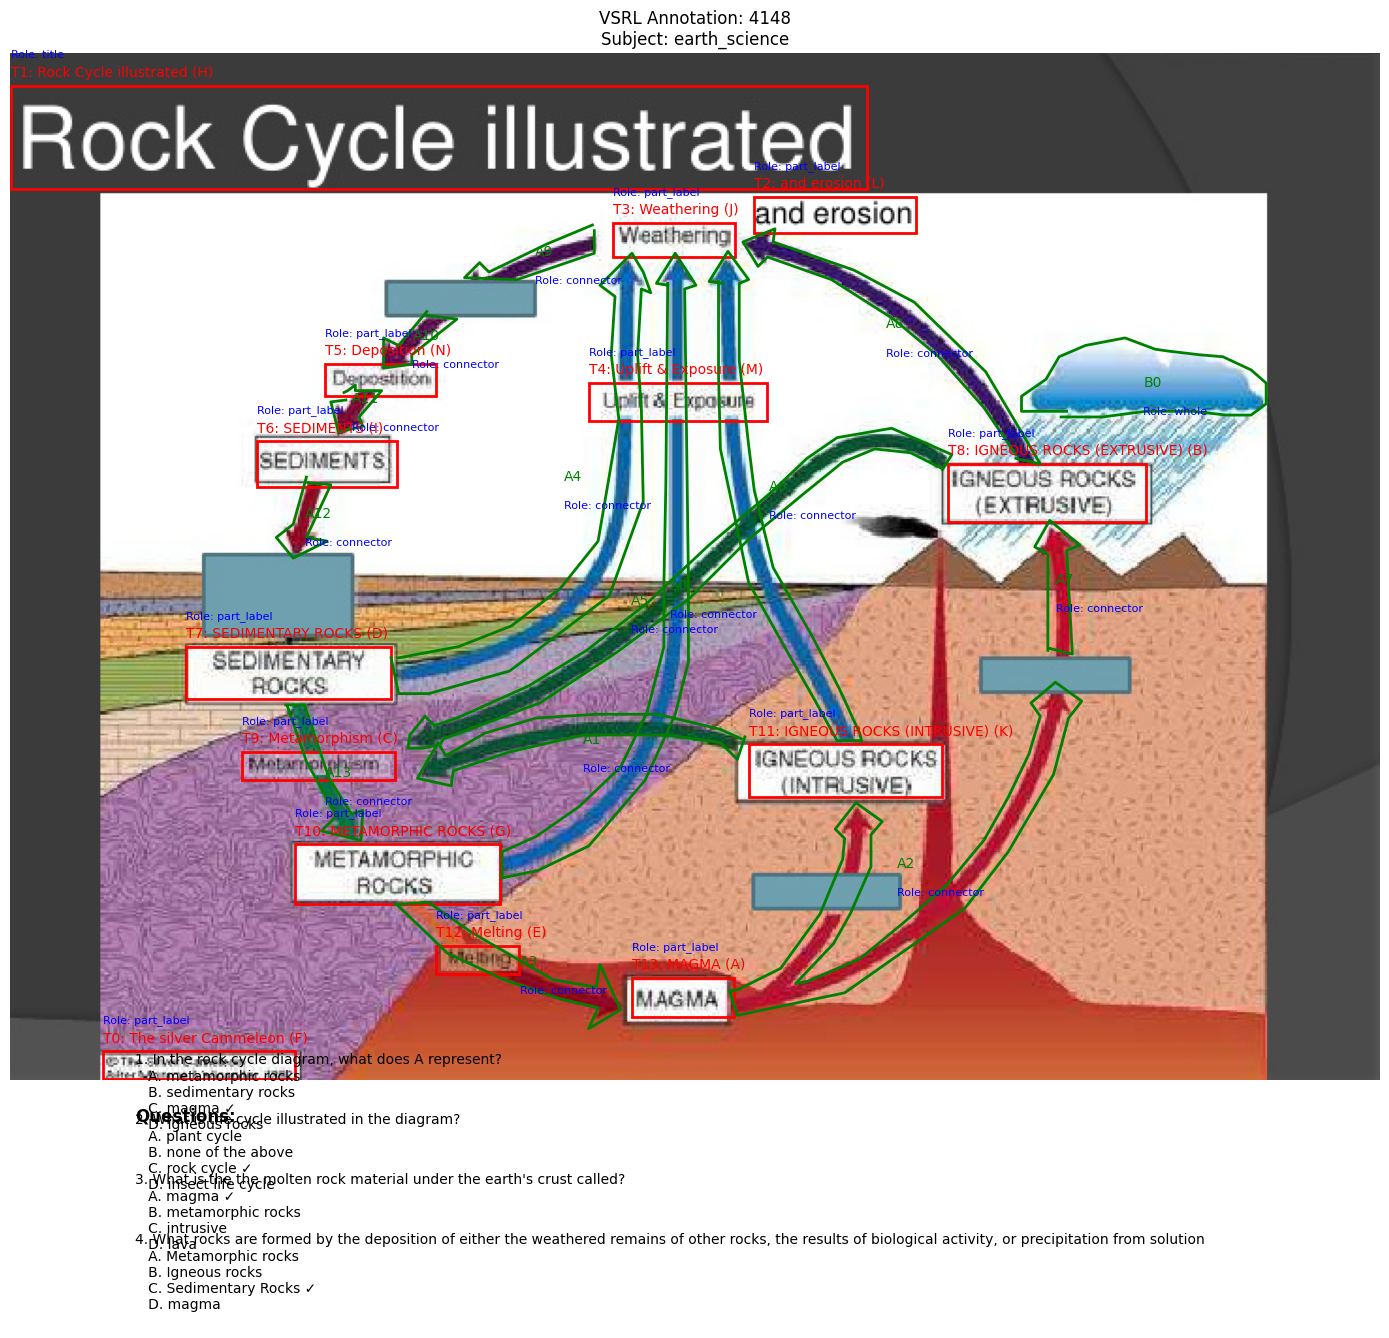 VSRL Annotation: 4148
Subject: earth_science
Role: title
T1: Rock Cycle illustrated (H)
Rock Cycle illustrated
Role: part_label
T2: and erosion (L)
and erosion
Role: part_label
T3: Weathering (J)
Weathering
A9
Role: connector
A10
Role: connector
Role: part_label
T5: Deposition (N)
Depostition
Role: part_label
T4: Uplift & Exposure (M)
Uplift & Exposure
A8
Role: connector
B0
Role: whole
A11
Role: connector
Role: part_label
T6: SEDIMENTS (I)
SEDIMENTS
Role: part_label
T8: IGNEOUS ROCKS (EXTRUSIVE) (B)
IGNEOUS ROCKS
(EXTRUSIVE)
A4
Role: connector
Role: connector
A12
Role: connector
A7
Role: connector
A5
Role: connector
Role: connector
Role: part_label
T7: SEDIMENTARY ROCKS (D)
SEDIMENTARY
ROCKS
Role: part_label
T9: Metamorphism (C)
Metamorphism
A1
Role: connector
Role: part_label
T11: IGNEOUS ROCKS (INTRUSIVE) (K)
IGNEOUS ROCKS
(INTRUSIVE)
A13
Role: connector
Role: part_label
T10: METAMORPHIC ROCKS (G)
METAMORPHIC
ROCKS
A2
Role: connector
Role: part_label
T12: Melting (E)
Melting
A3
Role: connector
Role: part_label
T13: MAGMA (A)
MAGMA
Role: part_label
T0: The silver Cammeleon (F)
Questions:
1. In the rock cycle diagram, what does A represent?
A. metamorphic rocks
B. sedimentary rocks
C. magma ✓
D. igneous rocks
2. What is the cycle illustrated in the diagram?
A. plant cycle
B. none of the above
C. rock cycle ✓
D. insect life cycle
3. What is the the molten rock material under the earth's crust called?
A. magma ✓
B. metamorphic rocks
C. intrusive
D. lava
4. What rocks are formed by the deposition of either the weathered remains of other rocks, the results of biological activity, or precipitation from solution
A. Metamorphic rocks
B. Igneous rocks
C. Sedimentary Rocks ✓
D. magma